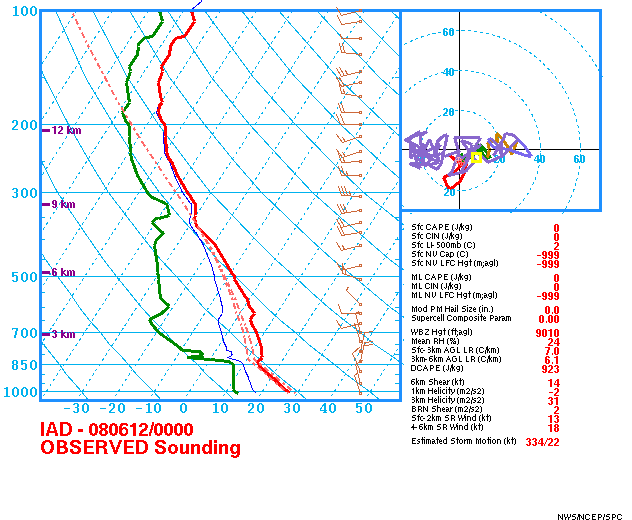 100
200
300
400
500
700
850
1000
12 km
9 km
6 km
3 km
-30 -20 -10 0 10 20 30 40 50
60
40
20
20 40 60
20
IAD - 080612/0000
OBSERVED Sounding
Sfc CAPE (J/kg) 0
Sfc CIN (J/kg) 0
Sfc LI-500mb (C) 2
Sfc NV Cap (C) -999
Sfc NV LFC Hgt (m;agl) -999
ML CAPE (J/kg) 0
ML CIN (J/kg) 0
ML NV LFC Hgt (m;agl) -999
Mod PM Hail Size (in.) 0.0
Supercell Composite Param 0.00
WBZ Hgt (ft;agl) 9010
Mean RH (%) 24
Sfc-3km AGL LR (C/km) 7.0
3km-6km AGL LR (C/km) 6.1
DCAPE (J/kg) 923
6km Shear (kt) 14
1km Helicity (m2/s2) -2
3km Helicity (m2/s2) 31
BRN Shear (m2/s2) 2
Sfc-2km SR Wind (kt) 13
4-6km SR Wind (kt) 18
Estimated Storm Motion (kt) 334/22
NWS/NCEP/SPC